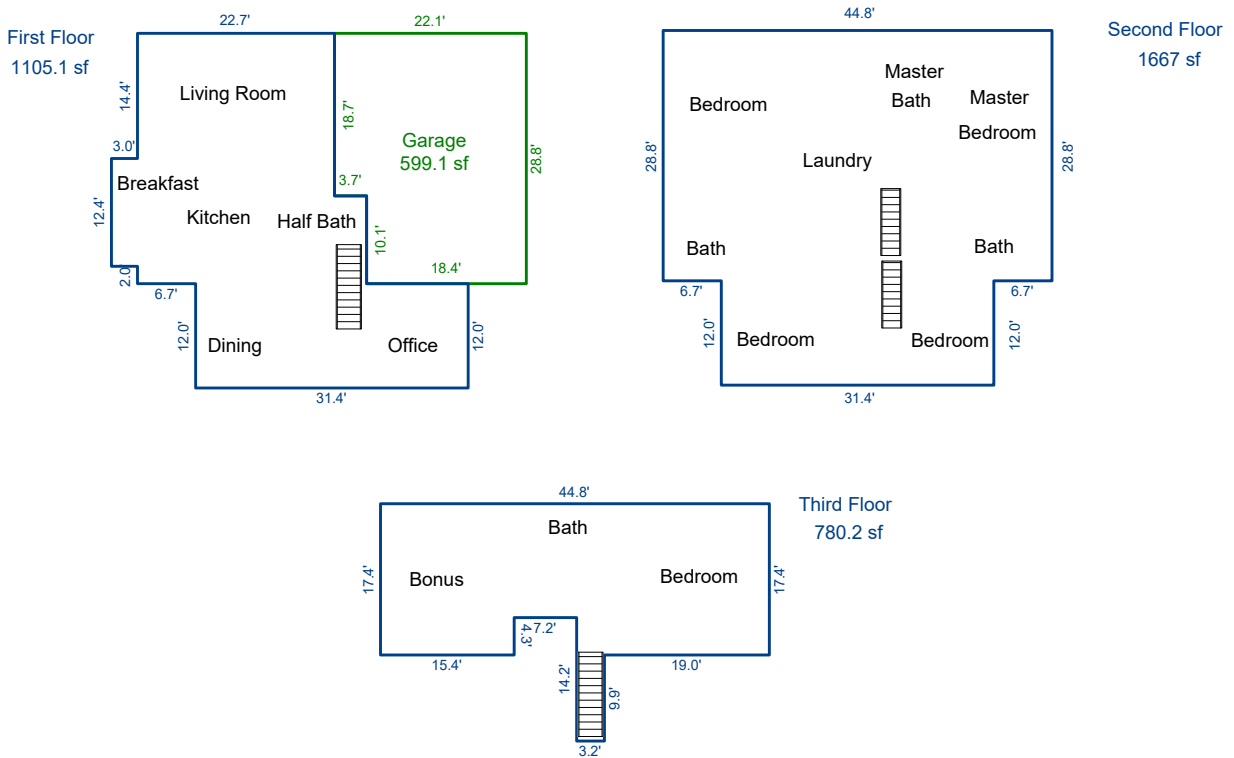 First Floor
1105.1 sf
22.7'
22.1'
14.4'
Living Room
18.7'
Garage
599.1 sf
28.8'
3.0'
Breakfast
3.7'
12.4'
Kitchen
Half Bath
10.1'
2.0'
6.7'
18.4'
12.0'
Dining
Office
12.0'
31.4'
44.8'
Second Floor
1667 sf
Master
Bath
Bedroom
Master
Bedroom
28.8'
Laundry
28.8'
Bath
Bath
6.7'
6.7'
12.0'
Bedroom
Bedroom
12.0'
31.4'
44.8'
Third Floor
780.2 sf
Bath
17.4'
Bonus
Bedroom
17.4'
4.3'
7.2'
15.4'
14.2'
19.0'
9.9'
3.2'